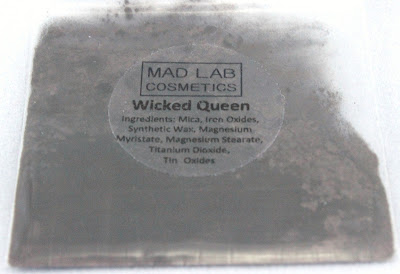 MAD LAB
COSMETICS
Wicked Queen
Ingredients: Mica, Iron Oxides,
Synthetic Wax, Magnesium
Myristate, Magnesium Stearate,
Titanium Dioxide,
Tin Oxides